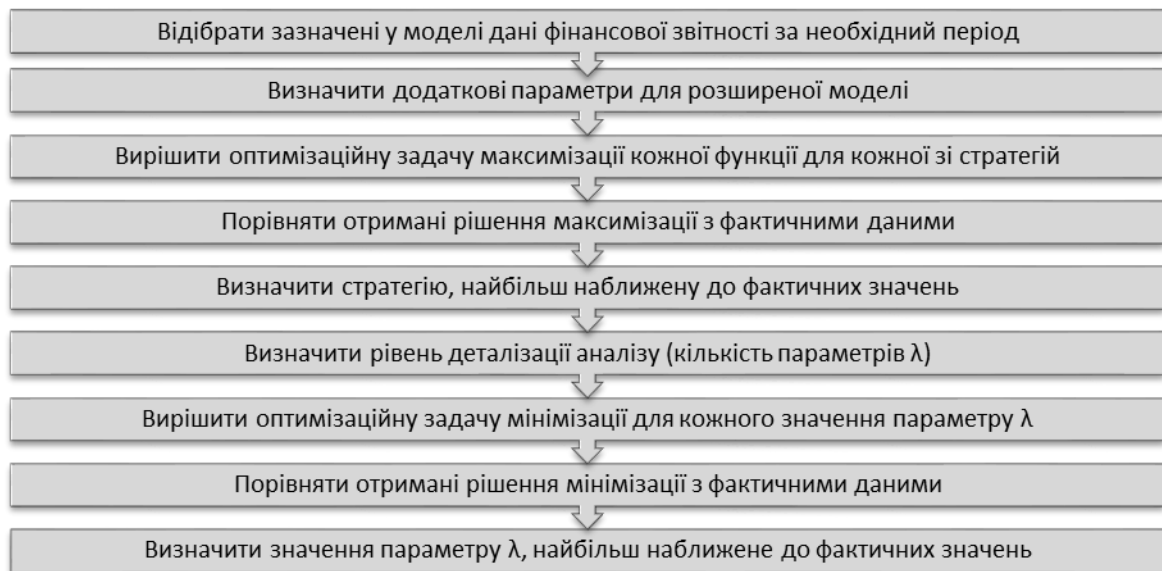 Відібрати зазначені у моделі дані фінансової звітності за необхідний період
Визначити додаткові параметри для розширеної моделі
Вирішити оптимізаційну задачу максимізації кожної функції для кожної зі стратегій
Порівняти отримані рішення максимізації з фактичними даними
Визначити стратегію, найбільш наближену до фактичних значень
Визначити рівень деталізації аналізу (кількість параметрів λ)
Вирішити оптимізаційну задачу мінімізації для кожного значення параметру λ
Порівняти отримані рішення мінімізації з фактичними даними
Визначити значення параметру λ, найбільш наближене до фактичних значень